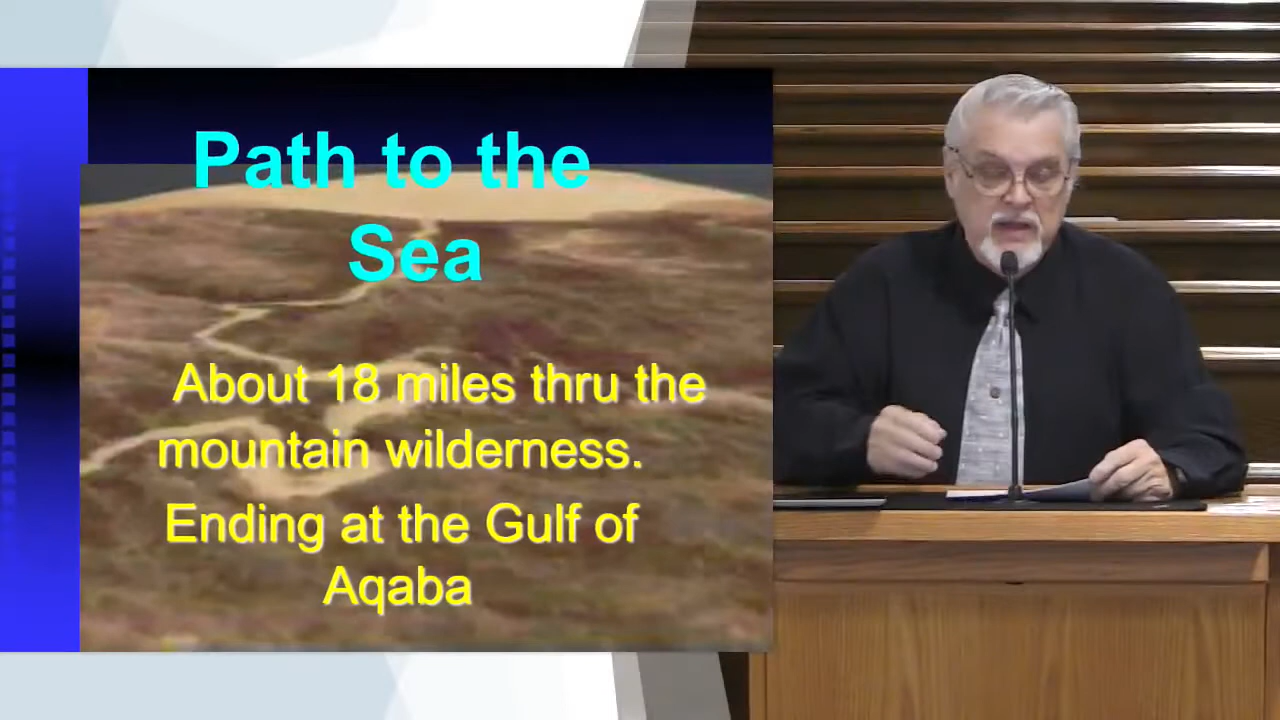 Path to the
Sea
About 18 miles thru the
mountain wilderness.
Ending at the Gulf of
Aqaba